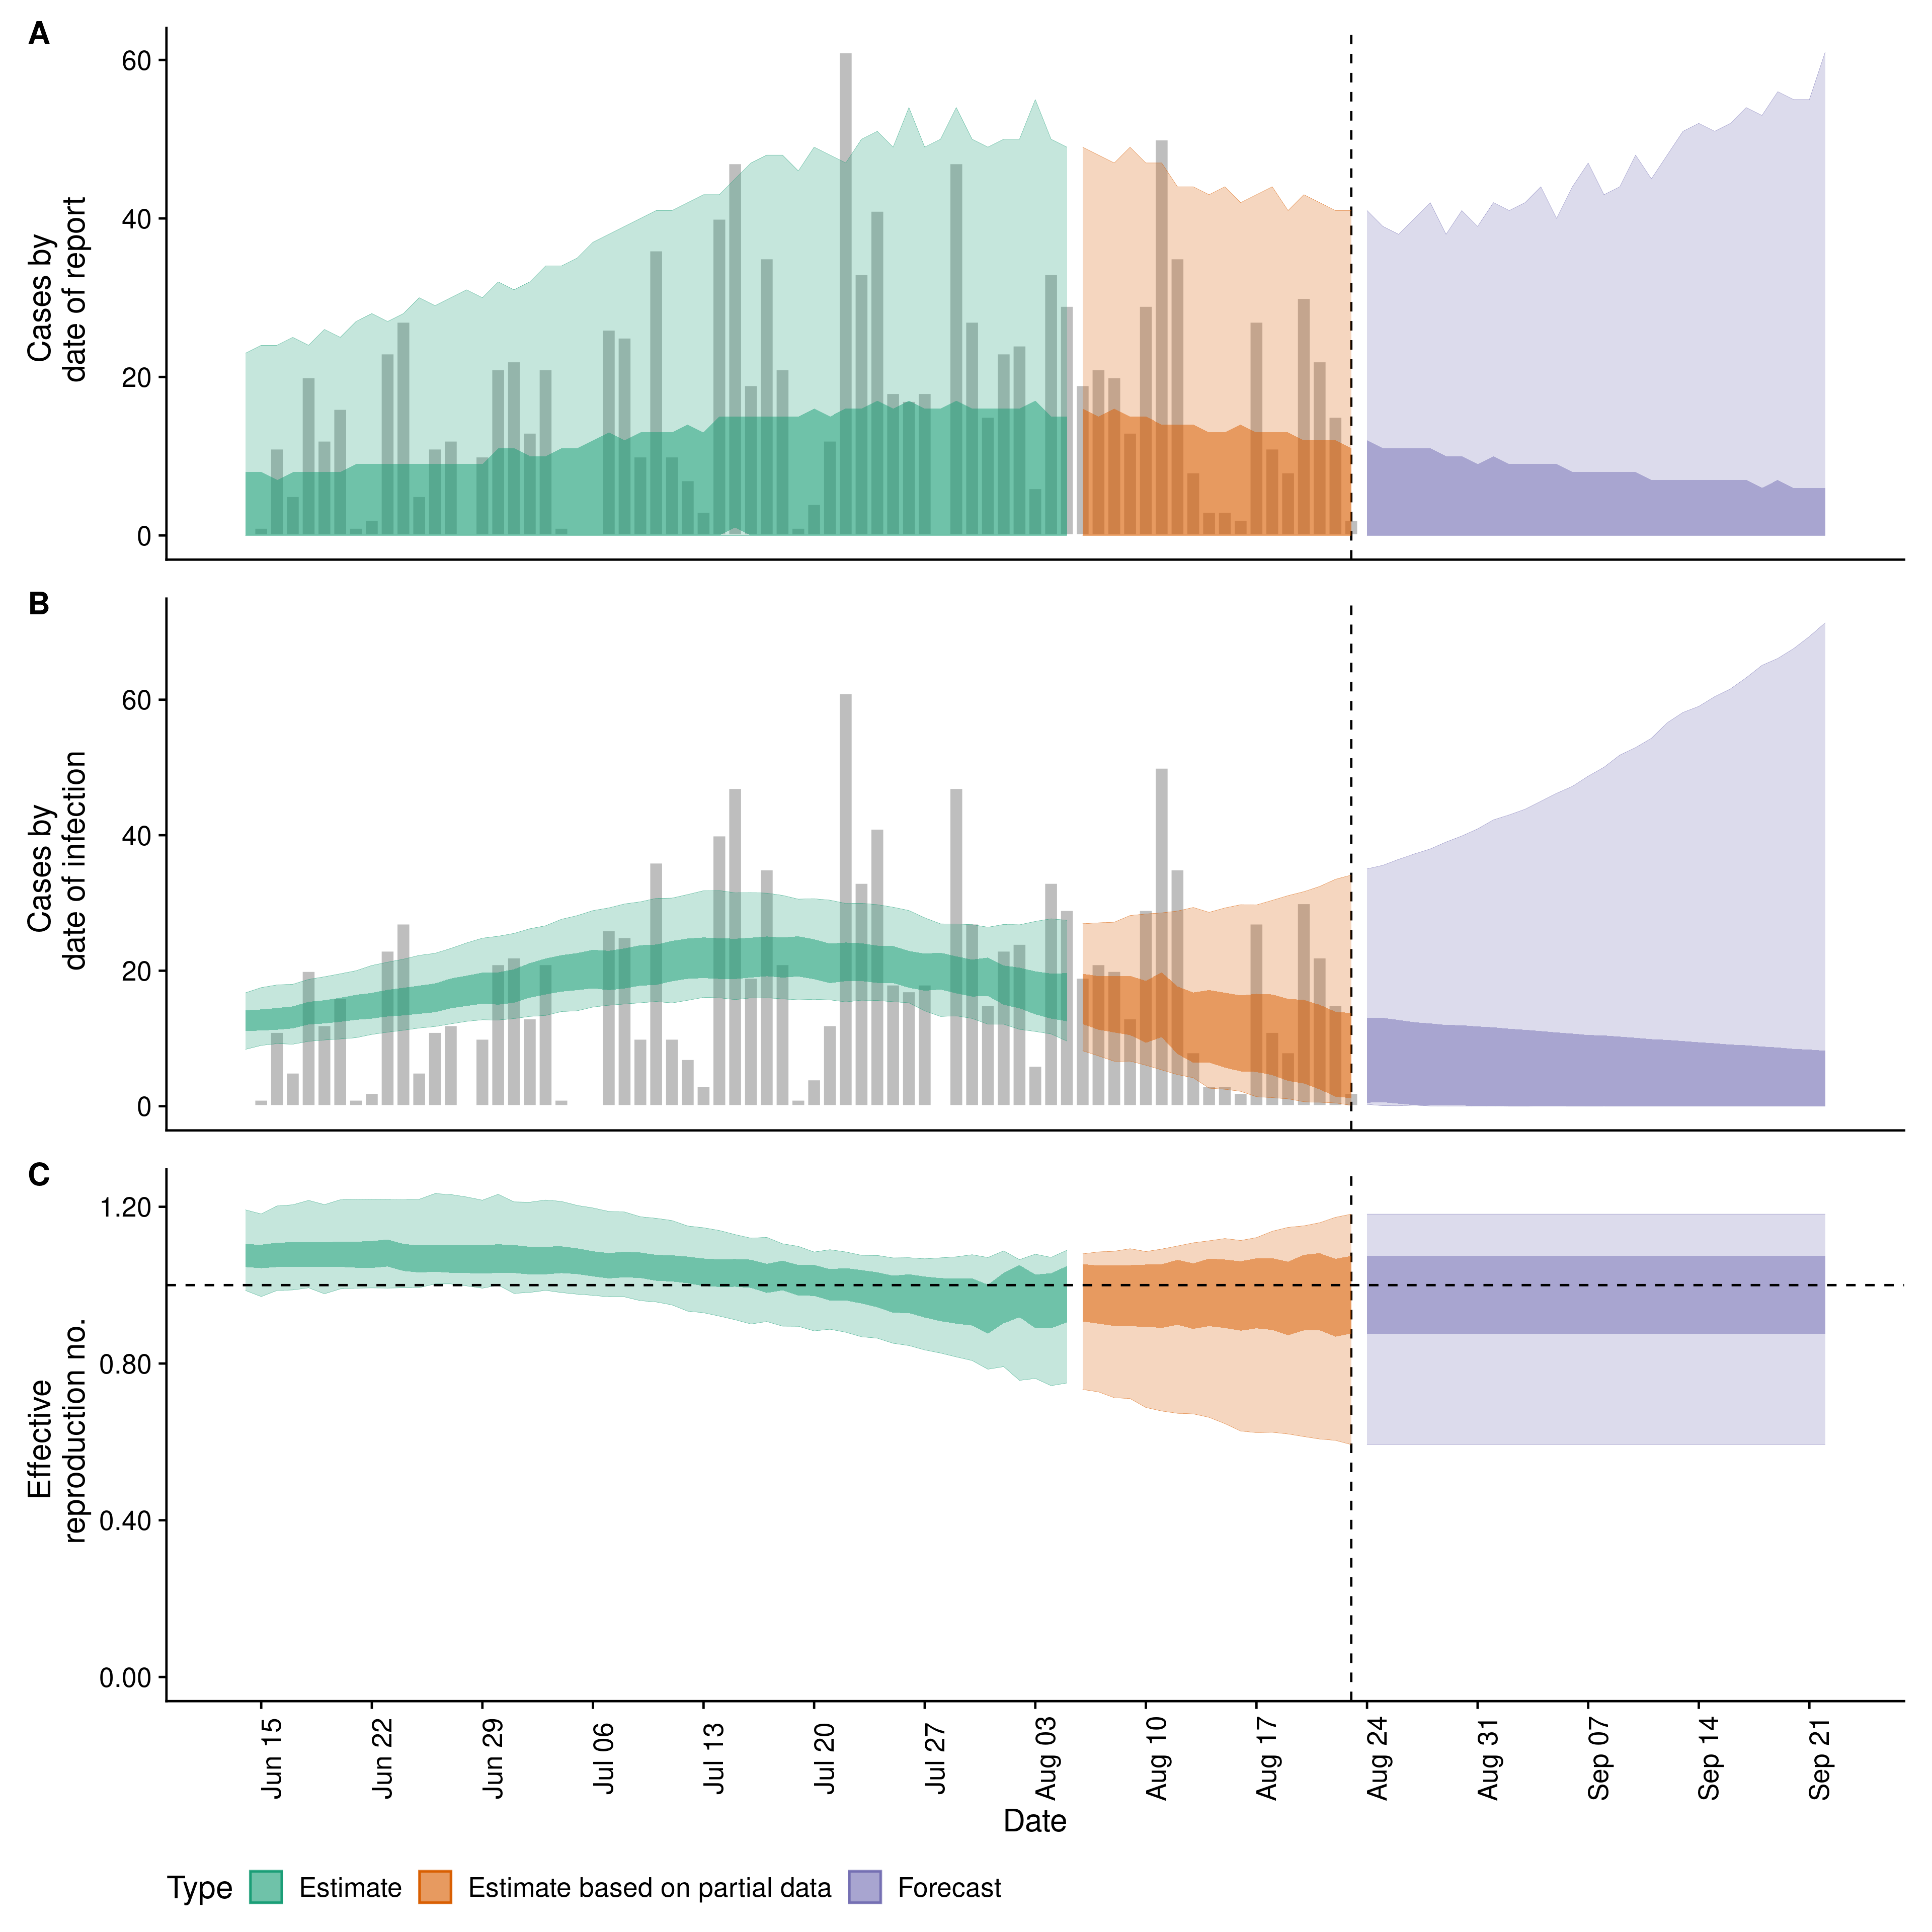 A
60
40
20
0
Cases by
date of report
B
60
40
20
0
Cases by
date of infection
C
1.20
0.80
0.40
0.00
Effective
reproduction no.
Jun 15
Jun 22
Jun 29
Jul 06
Jul 13
Jul 20
Jul 27
Aug 03
Aug 10
Aug 17
Aug 24
Aug 31
Sep 07
Sep 14
Sep 21
Date
Type Estimate Estimate based on partial data Forecast